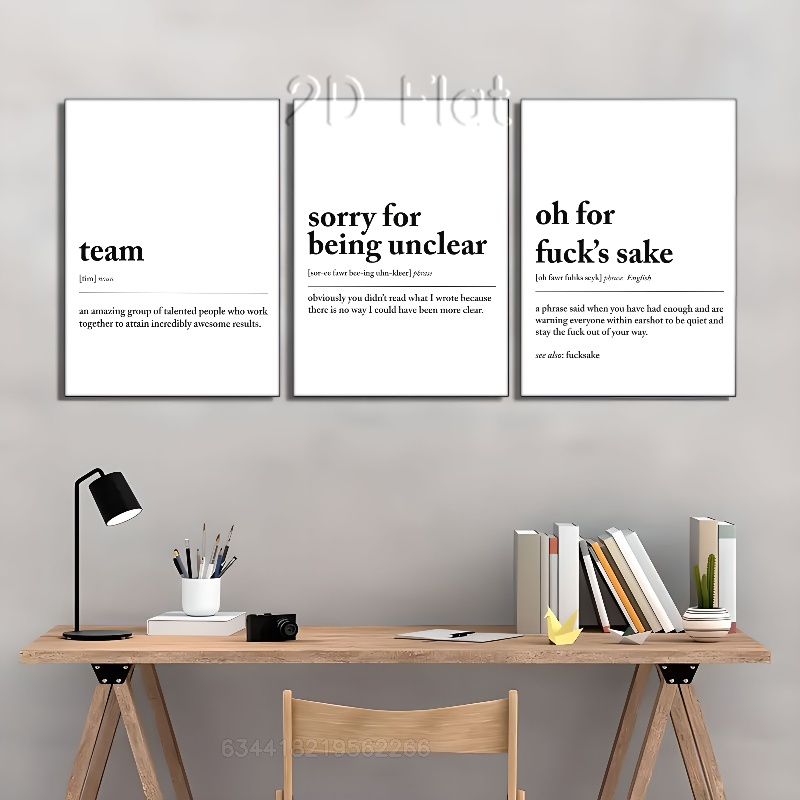 2D Flat
team
[tim] noun
an amazing group of talented people who work
together to attain incredibly awesome results.
sorry for
being unclear
[sor-ee fawr bee-ing uhn-kleer] phrase
obviously you didn't read what I wrote because
there is no way I could have been more clear.
oh for
fuck's sake
[oh fawr fuhks seyk] phrase English
a phrase said when you have had enough and are
warning everyone within earshot to be quiet and
stay the fuck out of your way.
see also: fucksake
634418219562266